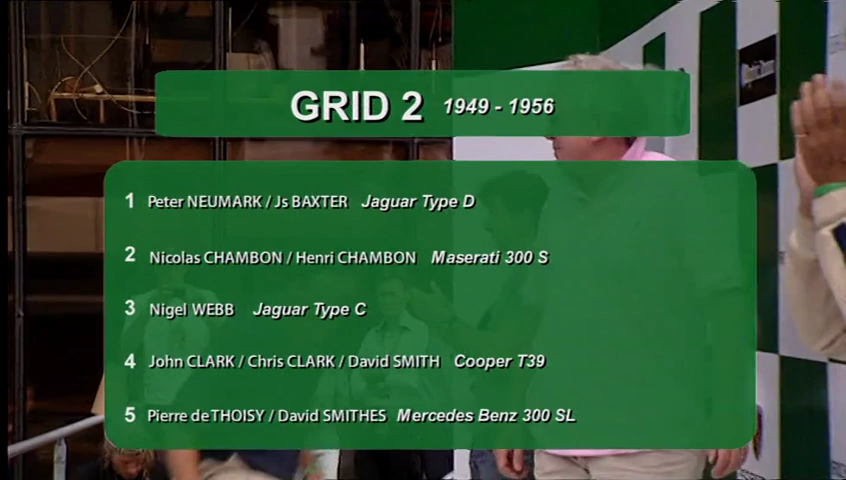 GRID 2 1949 - 1956
1 Peter NEUMARK / Js BAXTER Jaguar Type D
2 Nicolas CHAMBON / Henri CHAMBON Maserati 300 S
3 Nigel WEBB Jaguar Type C
4 John CLARK / Chris CLARK / David SMITH Cooper T39
5 Pierre de THOISY / David SMITHES Mercedes Benz 300 SL